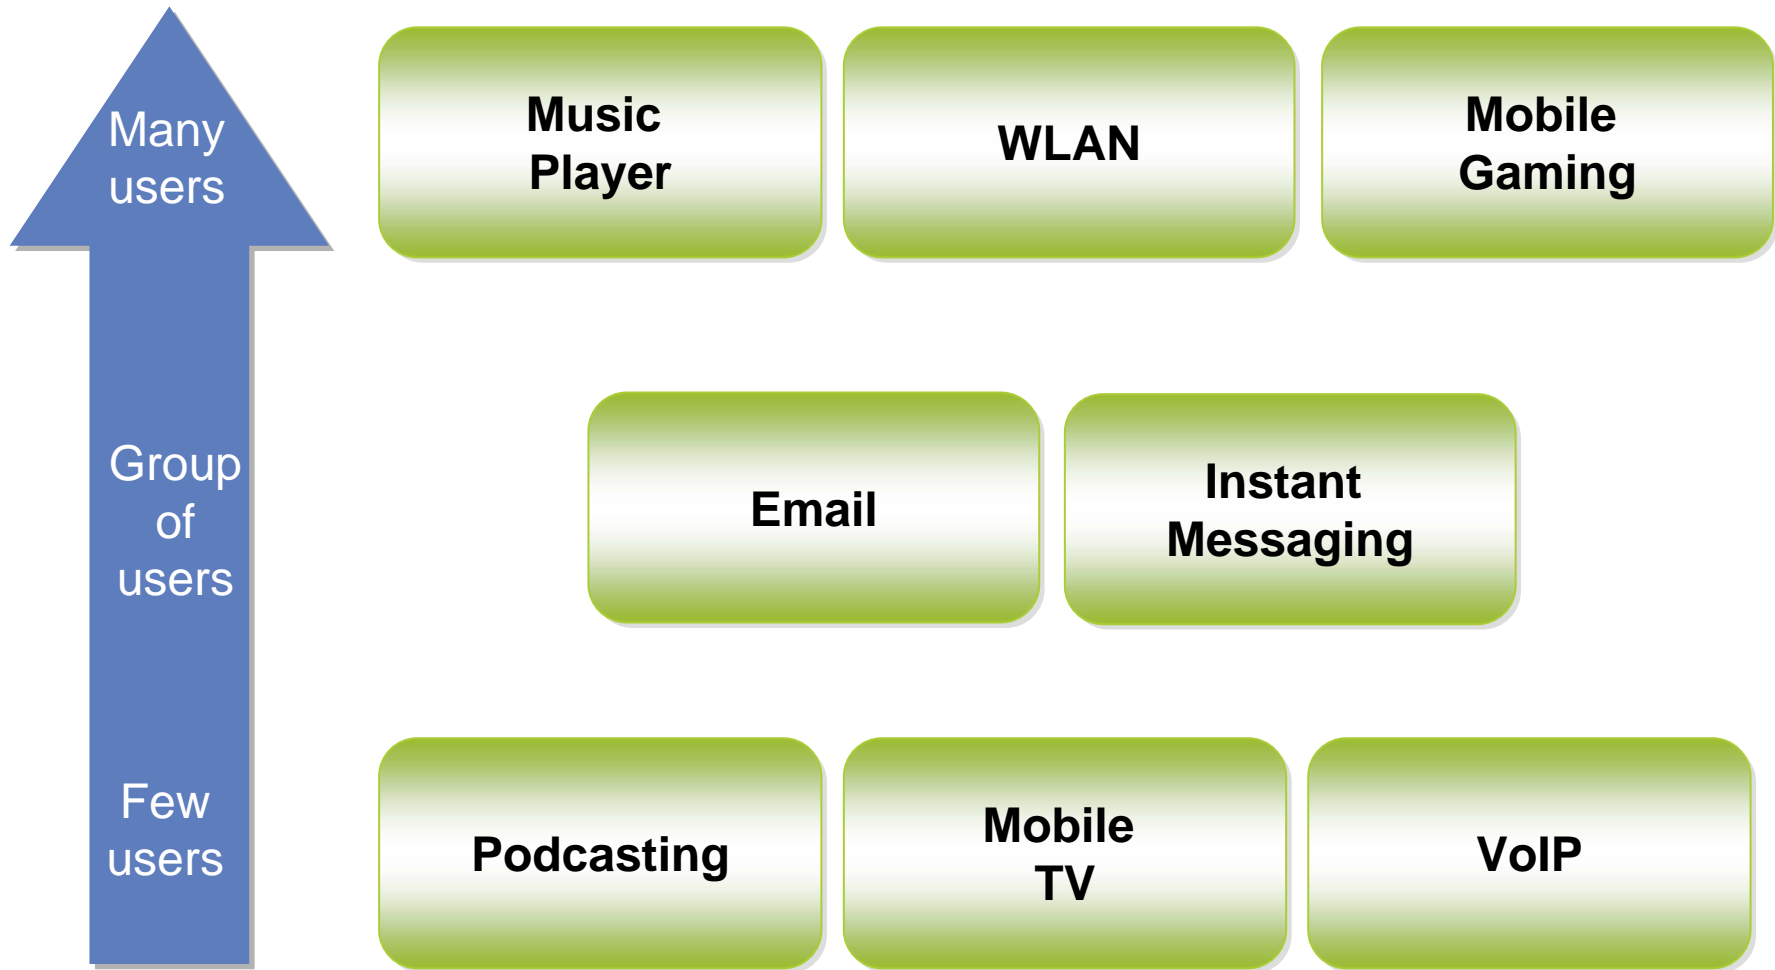 Many
users
Music
Player
WLAN
Mobile
Gaming
Group
of
users
Email
Instant
Messaging
Few
users
Podcasting
Mobile
TV
VoIP